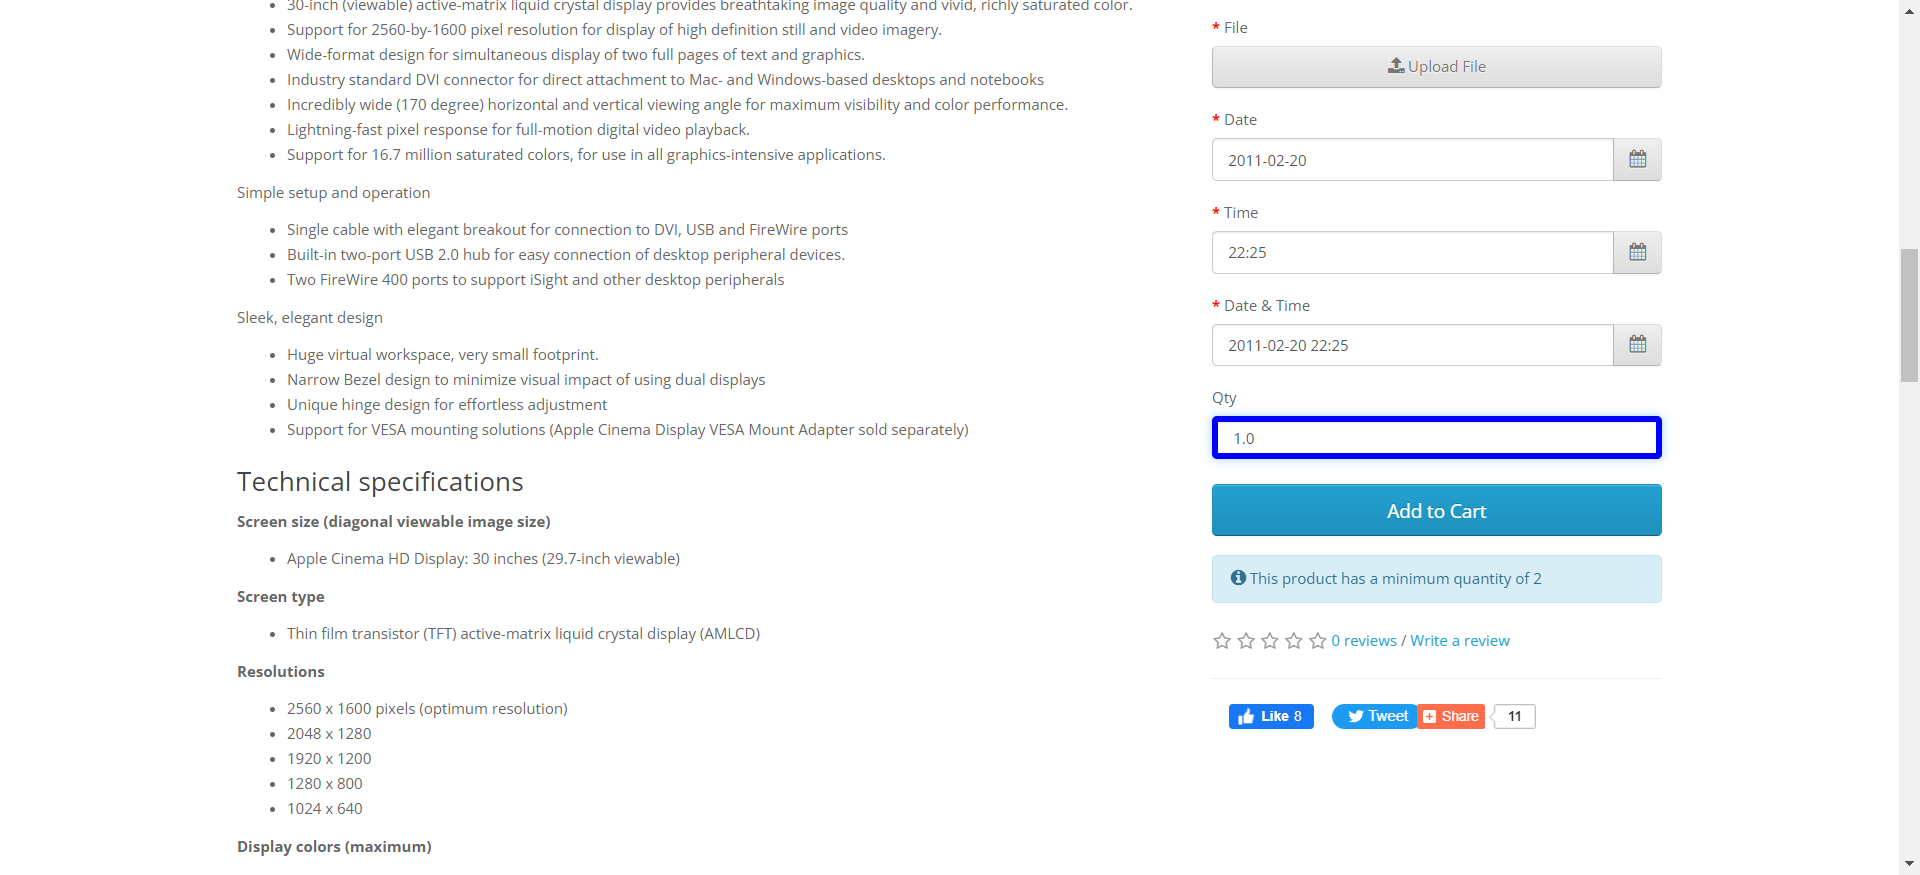 30-inch (viewable) active-matrix liquid crystal display provides breathtaking image quality and vivid, richly saturated color.
Support for 2560-by-1600 pixel resolution for display of high definition still and video imagery.
Wide-format design for simultaneous display of two full pages of text and graphics.
Industry standard DVI connector for direct attachment to Mac- and Windows-based desktops and notebooks
Incredibly wide (170 degree) horizontal and vertical viewing angle for maximum visibility and color performance.
Lightning-fast pixel response for full-motion digital video playback.
Support for 16.7 million saturated colors, for use in all graphics-intensive applications.
Simple setup and operation
Single cable with elegant breakout for connection to DVI, USB and FireWire ports
Built-in two-port USB 2.0 hub for easy connection of desktop peripheral devices.
Two FireWire 400 ports to support iSight and other desktop peripherals
Sleek, elegant design
Huge virtual workspace, very small footprint.
Narrow Bezel design to minimize visual impact of using dual displays
Unique hinge design for effortless adjustment
Support for VESA mounting solutions (Apple Cinema Display VESA Mount Adapter sold separately)
Technical specifications
Screen size (diagonal viewable image size)
Apple Cinema HD Display: 30 inches (29.7-inch viewable)
Screen type
Thin film transistor (TFT) active-matrix liquid crystal display (AMLCD)
Resolutions
2560 x 1600 pixels (optimum resolution)
2048 x 1280
1920 x 1200
1280 x 800
1024 x 640
Display colors (maximum)
* File
Upload File
* Date
2011-02-20
* Time
22:25
* Date & Time
2011-02-20 22:25
Qty
1.0
Add to Cart
This product has a minimum quantity of 2
0 reviews / Write a review
Like 8
Tweet
Share
11